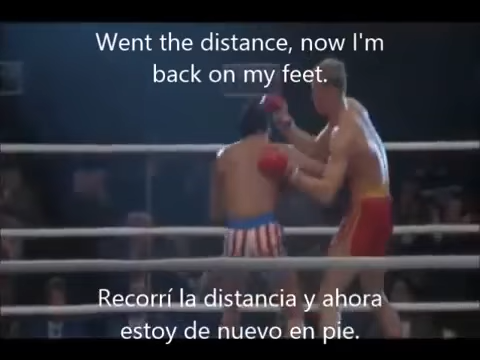 Went the distance, now I'm
back on my feet.
Recorrí la distancia y ahora
estoy de nuevo en pie.